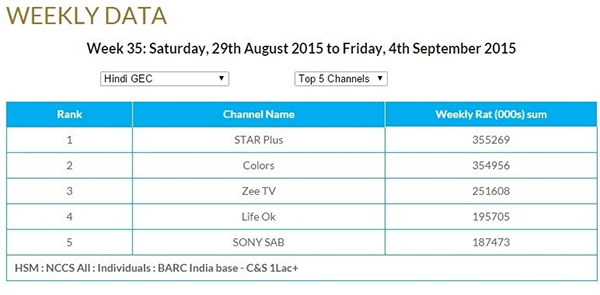 WEEKLY DATA
Week 35: Saturday, 29th August 2015 to Friday, 4th September 2015
Hindi GEC Top 5 Channels
Rank Channel Name Weekly Rat (000s) sum
1 STAR Plus 355269
2 Colors 354956
3 Zee TV 251608
4 Life Ok 195705
5 SONY SAB 187473
HSM : NCCS All : Individuals : BARC India base - C&S 1Lac+